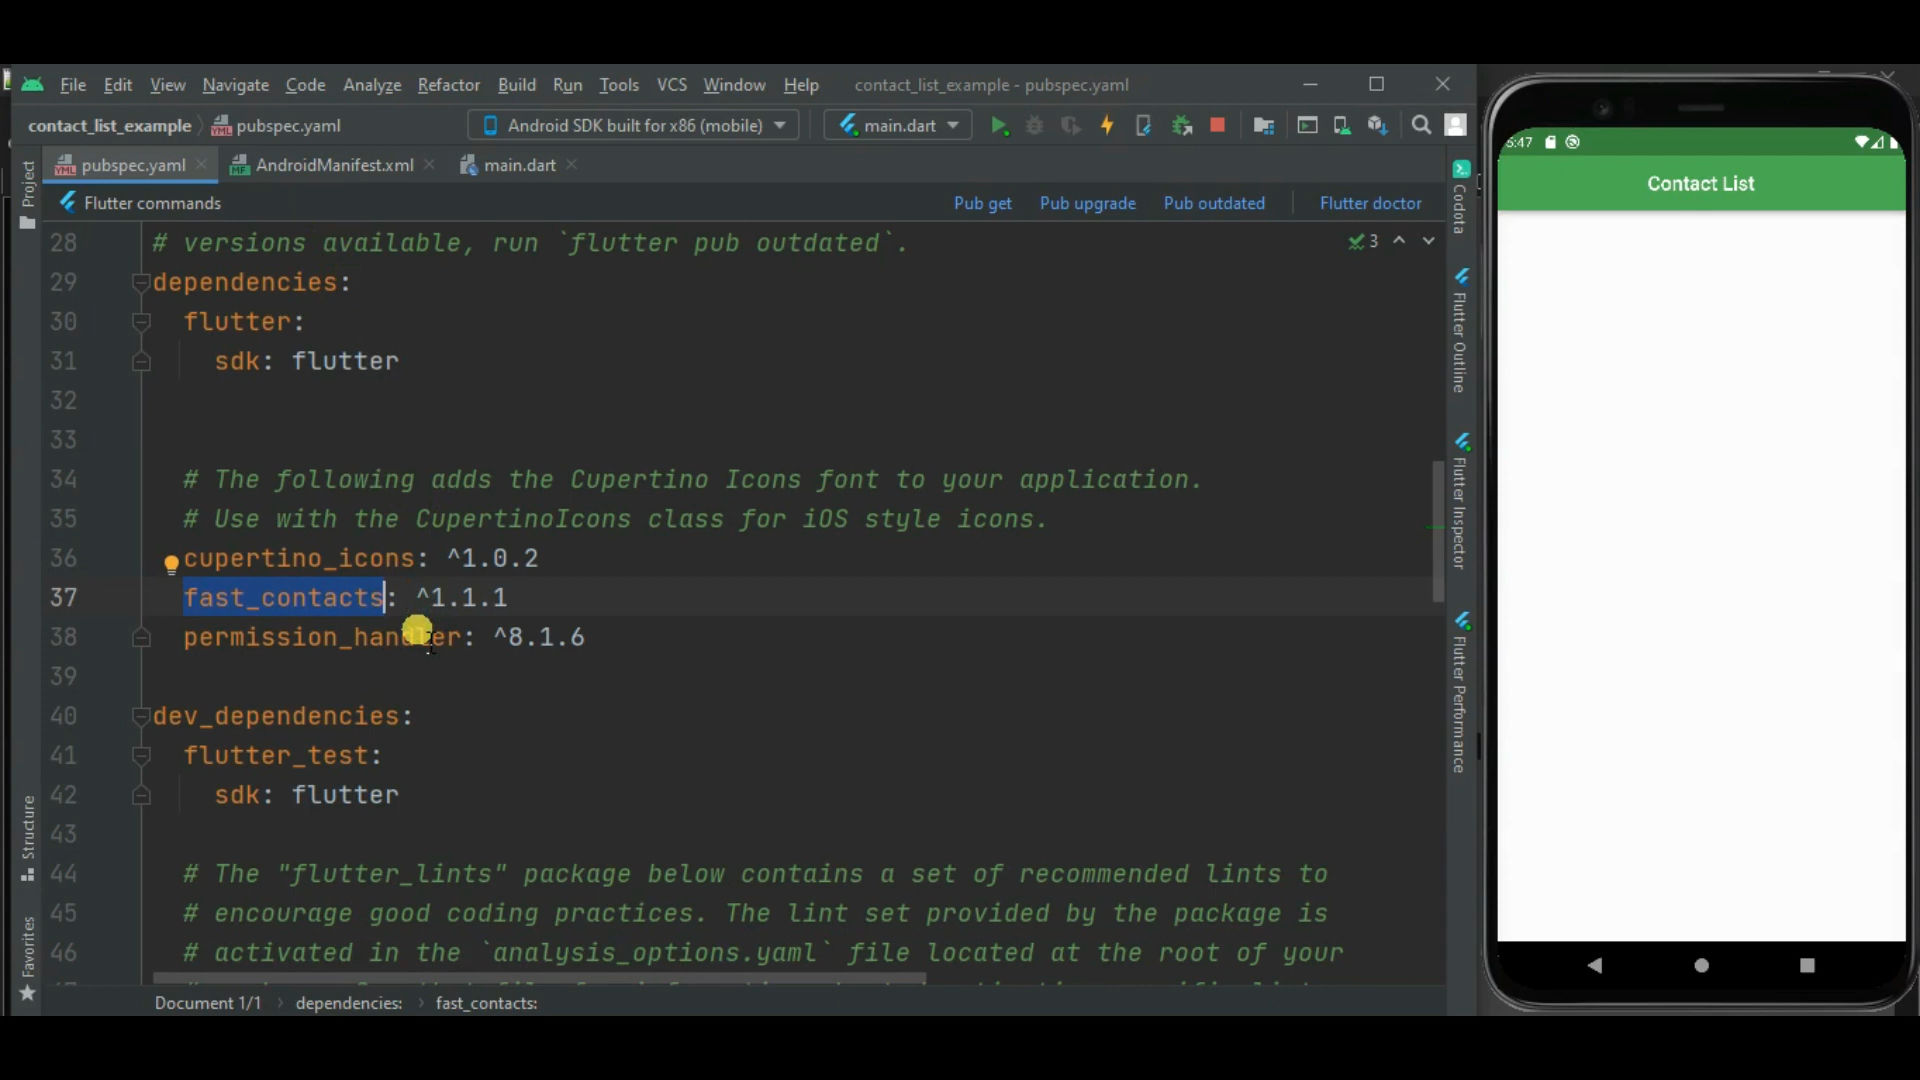 File Edit View Navigate Code Analyze Refactor Build Run Tools VCS Window Help contact_list_example - pubspec.yaml
contact_list_example pubspec.yaml Android SDK built for x86 (mobile) main.dart
pubspec.yaml AndroidManifest.xml main.dart
Flutter commands Pub get Pub upgrade Pub outdated Flutter doctor
28 # versions available, run `flutter pub outdated`.
3
29 dependencies:
30 flutter:
31 sdk: flutter
32
33
34 # The following adds the Cupertino Icons font to your application.
35 # Use with the CupertinoIcons class for iOS style icons.
36 cupertino_icons: ^1.0.2
37 fast_contacts: ^1.1.1
38 permission_handler: ^8.1.6
39
40 dev_dependencies:
41 flutter_test:
42 sdk: flutter
43
44 # The "flutter_lints" package below contains a set of recommended lints to
45 # encourage good coding practices. The lint set provided by the package is
46 # activated in the `analysis_options.yaml` file located at the root of your
Document 1/1 dependencies: fast_contacts:
Project
Structure
Favorites
Codota
Flutter Outline
Flutter Inspector
Flutter Performance
5:47
Contact List